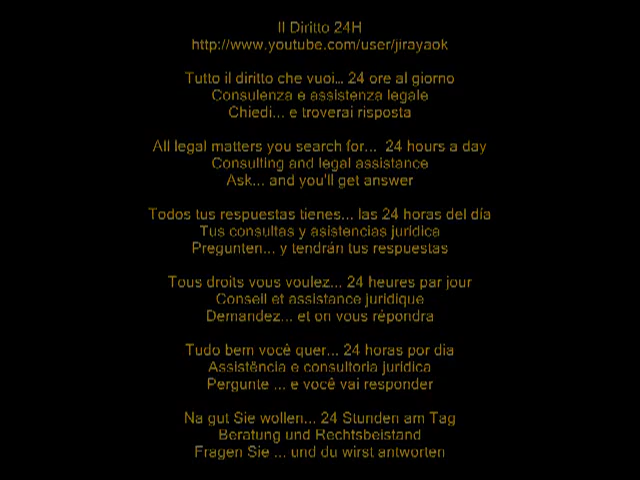 Il Diritto 24H
http://www.youtube.com/user/jirayaok
Tutto il diritto che vuoi... 24 ore al giorno
Consulenza e assistenza legale
Chiedi... e troverai risposta
All legal matters you search for... 24 hours a day
Consulting and legal assistance
Ask... and you'll get answer
Todos tus respuestas tienes... las 24 horas del día
Tus consultas y asistencias jurídica
Pregunten... y tendrán tus respuestas
Tous droits vous voulez... 24 heures par jour
Conseil et assistance juridique
Demandez... et on vous répondra
Tudo bem você quer... 24 horas por dia
Assistência e consultoria jurídica
Pergunte ... e você vai responder
Na gut Sie wollen... 24 Stunden am Tag
Beratung und Rechtsbeistand
Fragen Sie ... und du wirst antworten